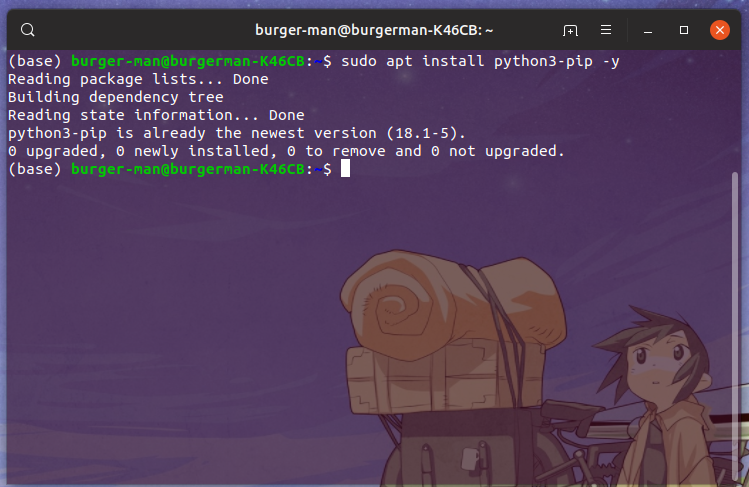 burger-man@burgerman-K46CB: ~
(base) burger-man@burgerman-K46CB:~$ sudo apt install python3-pip -y
Reading package lists... Done
Building dependency tree
Reading state information... Done
python3-pip is already the newest version (18.1-5).
0 upgraded, 0 newly installed, 0 to remove and 0 not upgraded.
(base) burger-man@burgerman-K46CB:~$